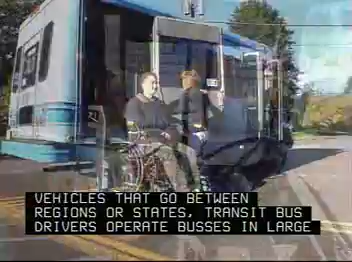 VEHICLES THAT GO BETWEEN
REGIONS OR STATES, TRANSIT BUS
DRIVERS OPERATE BUSSES IN LARGE